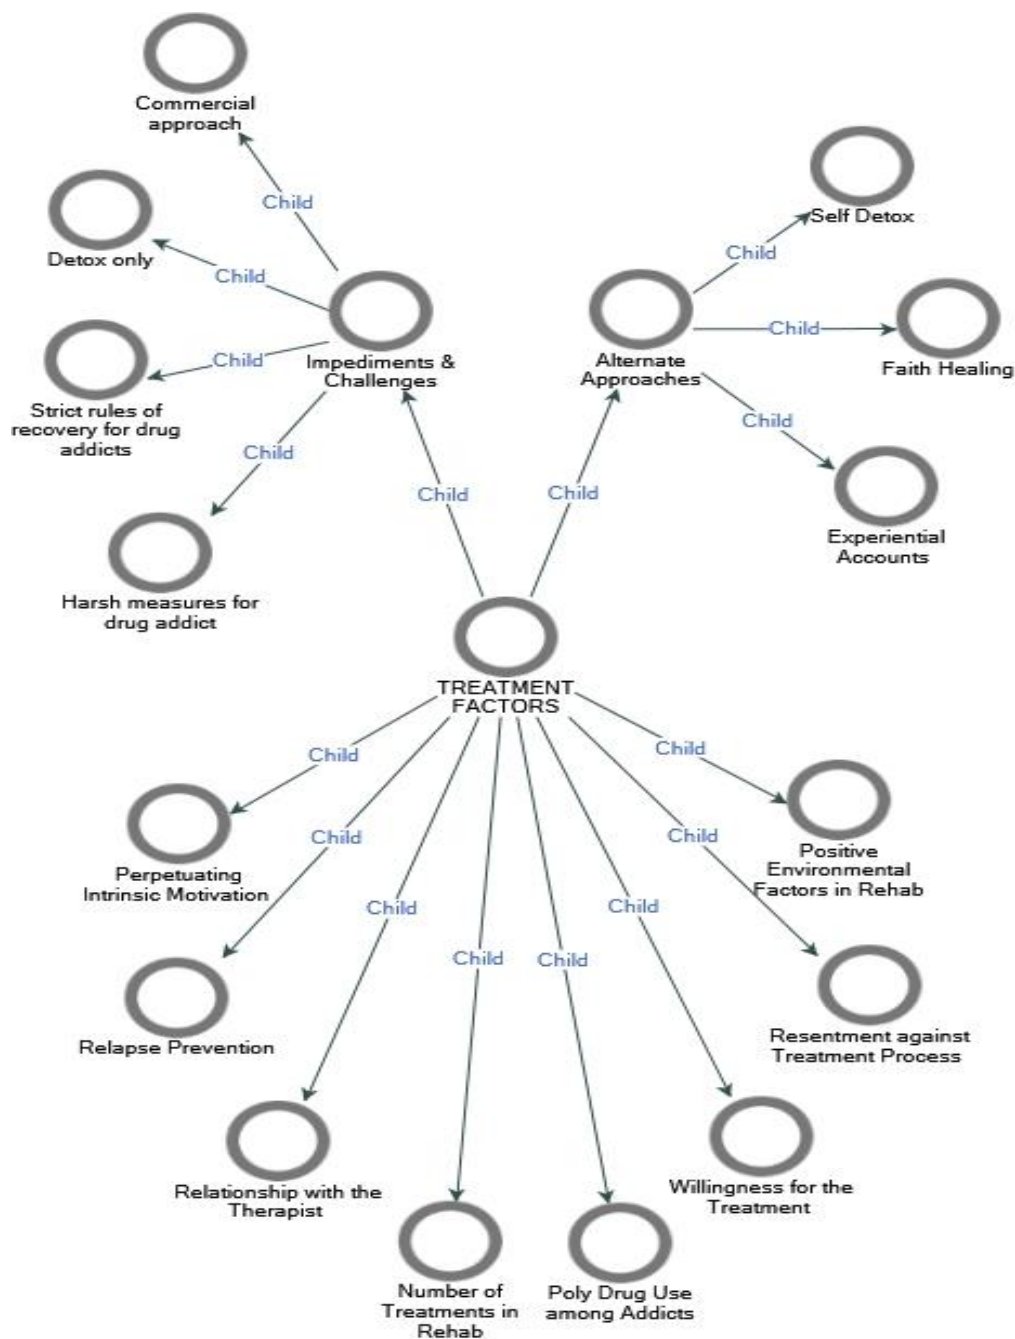 Commercial
approach
Child
Self Detox
Detox only
Child
Child
Child
Faith Healing
Impediments &
Challenges
Alternate
Approaches
Child
Strict rules of
recovery for drug
addicts
Child
Child
Child
Child
Experiential
Accounts
Harsh measures for
drug addict
TREATMENT
FACTORS
Child
Child
Perpetuating
Intrinsic Motivation
Child
Child
Positive
Environmental
Factors in Rehab
Child
Child
Relapse Prevention
Child
Child
Resentment against
Treatment Process
Relationship with the
Therapist
Willingness for the
Treatment
Number of
Treatments in
Rehab
Poly Drug Use
among Addicts